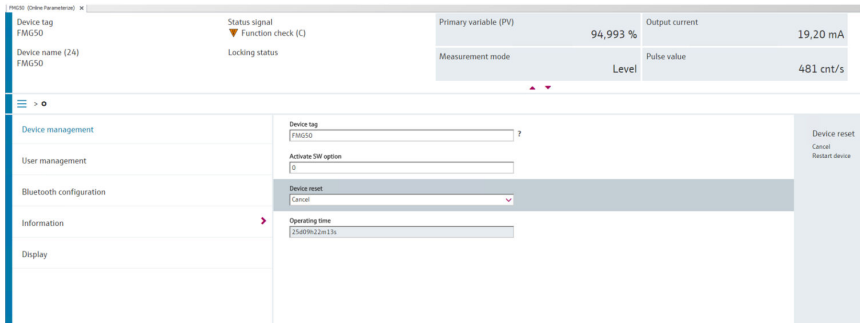 FMG50 (Online Parameterize) ×
Device tag
FMG50
Status signal
Function check (C)
Primary variable (PV)
94,993 %
Output current
19,20 mA
Device name (24)
FMG50
Locking status
Measurement mode
Level
Pulse value
481 cnt/s
>
Device management
User management
Bluetooth configuration
Information
Display
Device tag
FMG50
?
Activate SW option
0
Device reset
Cancel
Operating time
25d09h22m13s
Device reset
Cancel
Restart device